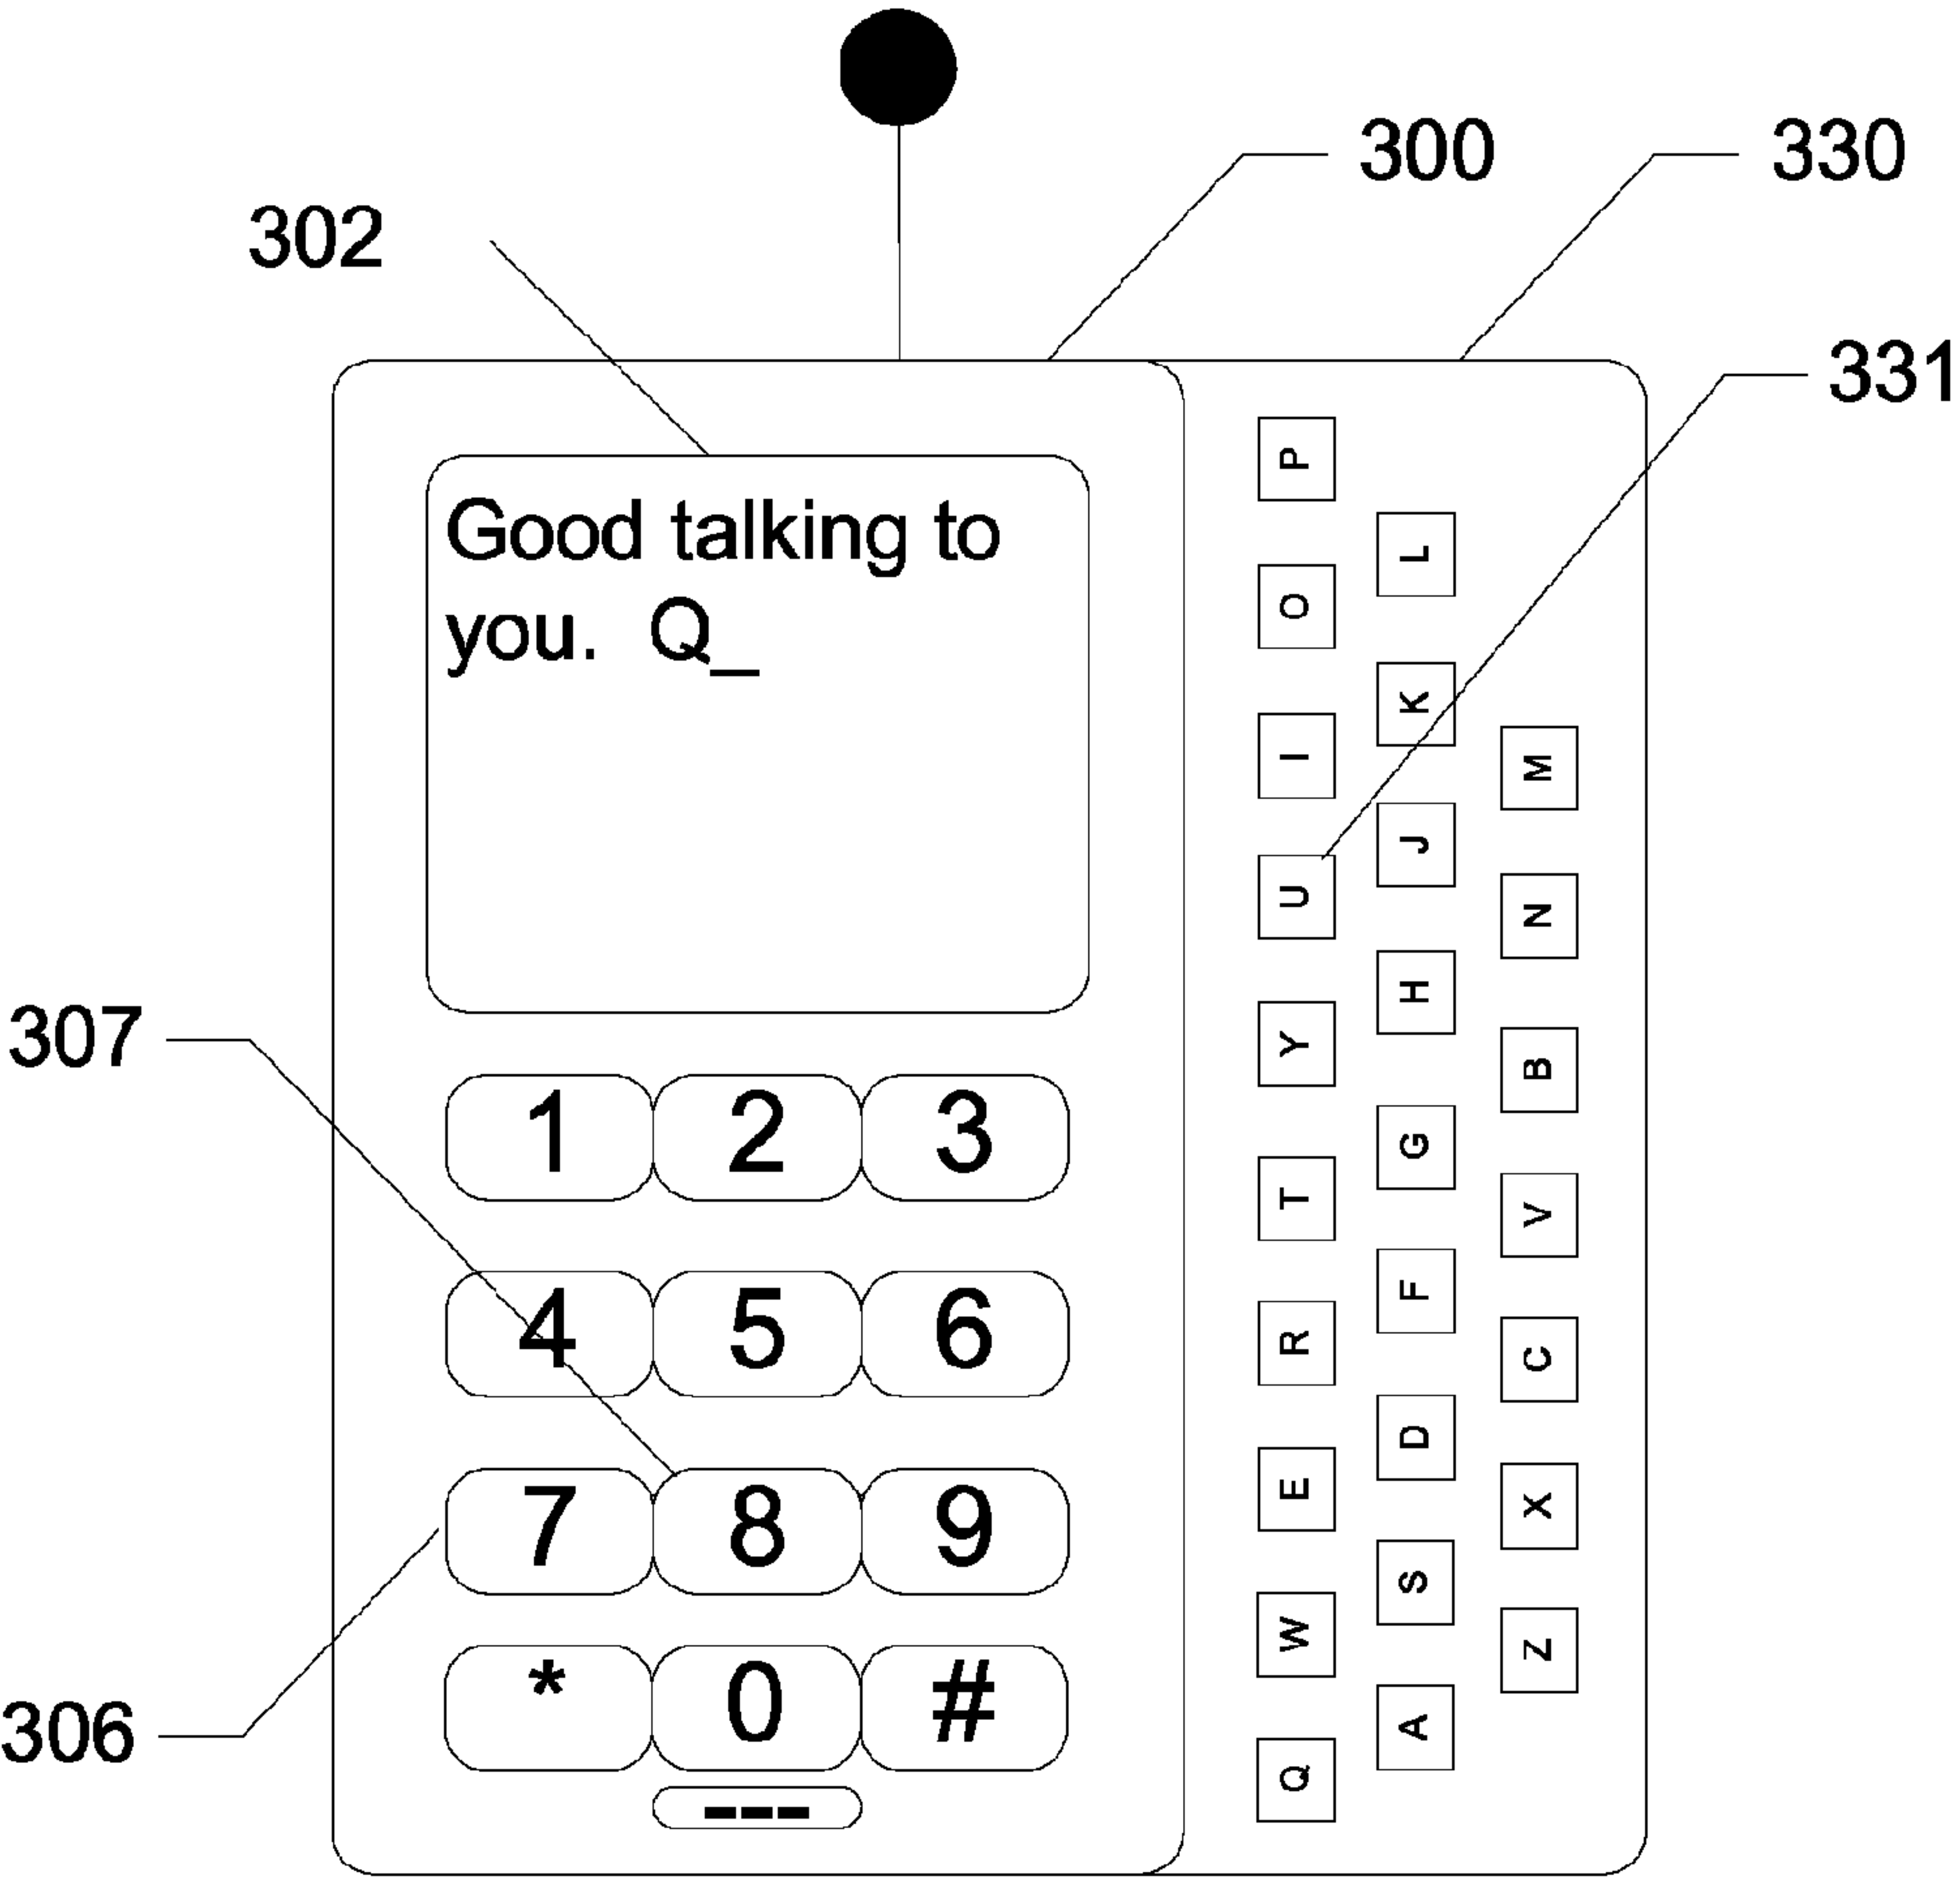 300
330
302
331
Good talking to
you. Q_
307
1 2 3
4 5 6
7 8 9
306
* 0 #
---
Q W E R T Y U I O P
A S D F G H J K L
Z X C V B N M